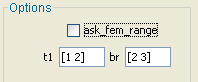 Options
ask_fem_range
t1 [1 2] br [2 3]